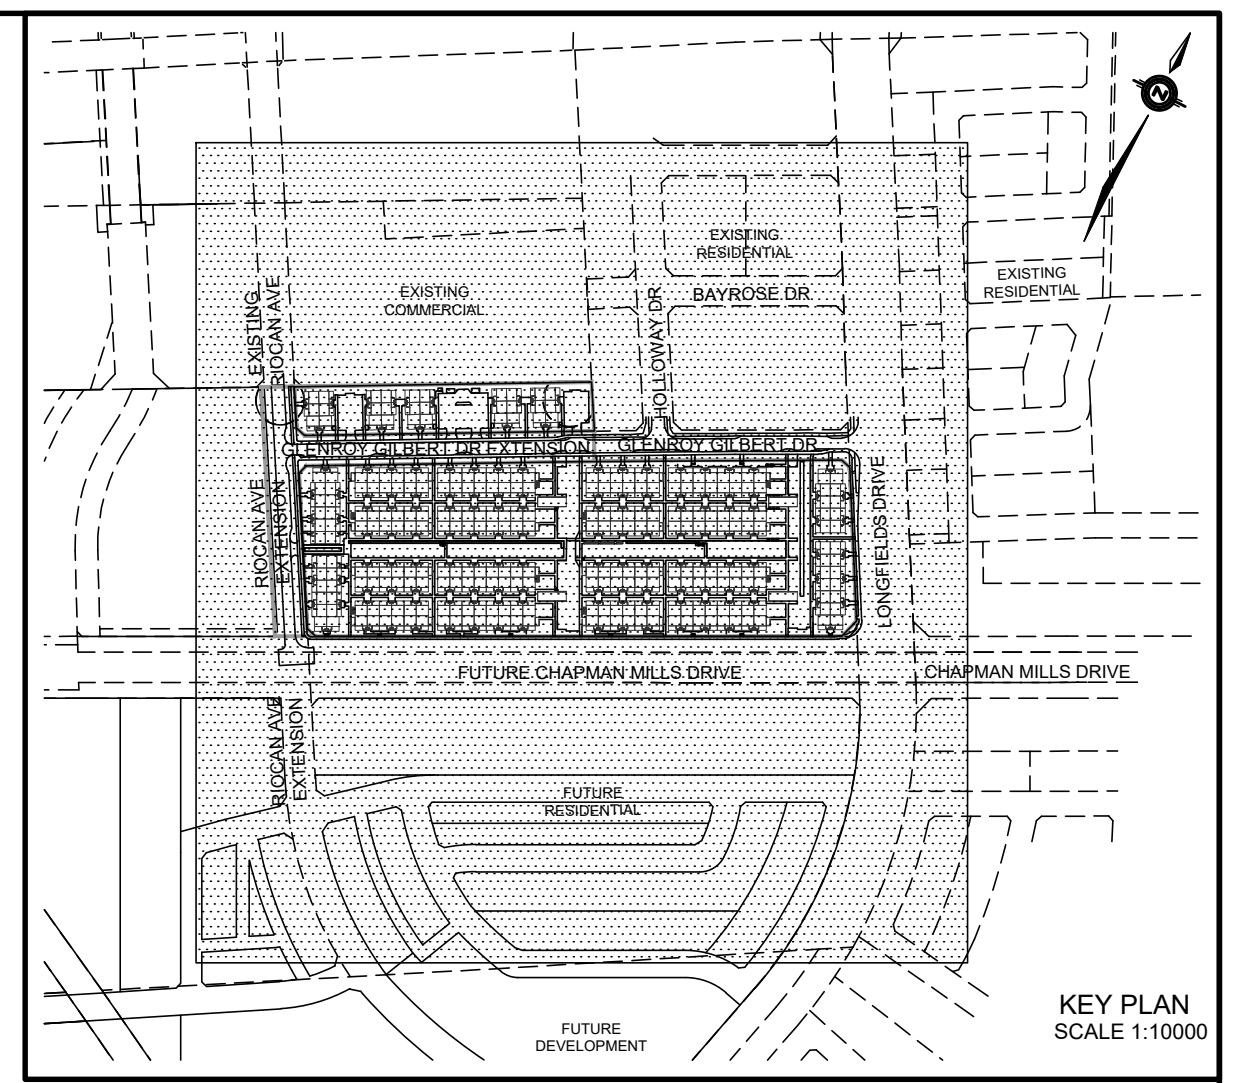 N
EXISTING
RESIDENTIAL
EXISTING
RESIDENTIAL
EXISTING
COMMERCIAL
BAYROSE DR
EXISTING
RIOCAN AVE
HOLLOWAY DR
GLENROY GILBERT DR EXTENSION
GLENROY GILBERT DR
RIOCAN AVE
EXTENSION
LONGFIELDS DRIVE
FUTURE CHAPMAN MILLS DRIVE
CHAPMAN MILLS DRIVE
RIOCAN AVE
EXTENSION
FUTURE
RESIDENTIAL
FUTURE
DEVELOPMENT
KEY PLAN
SCALE 1:10000